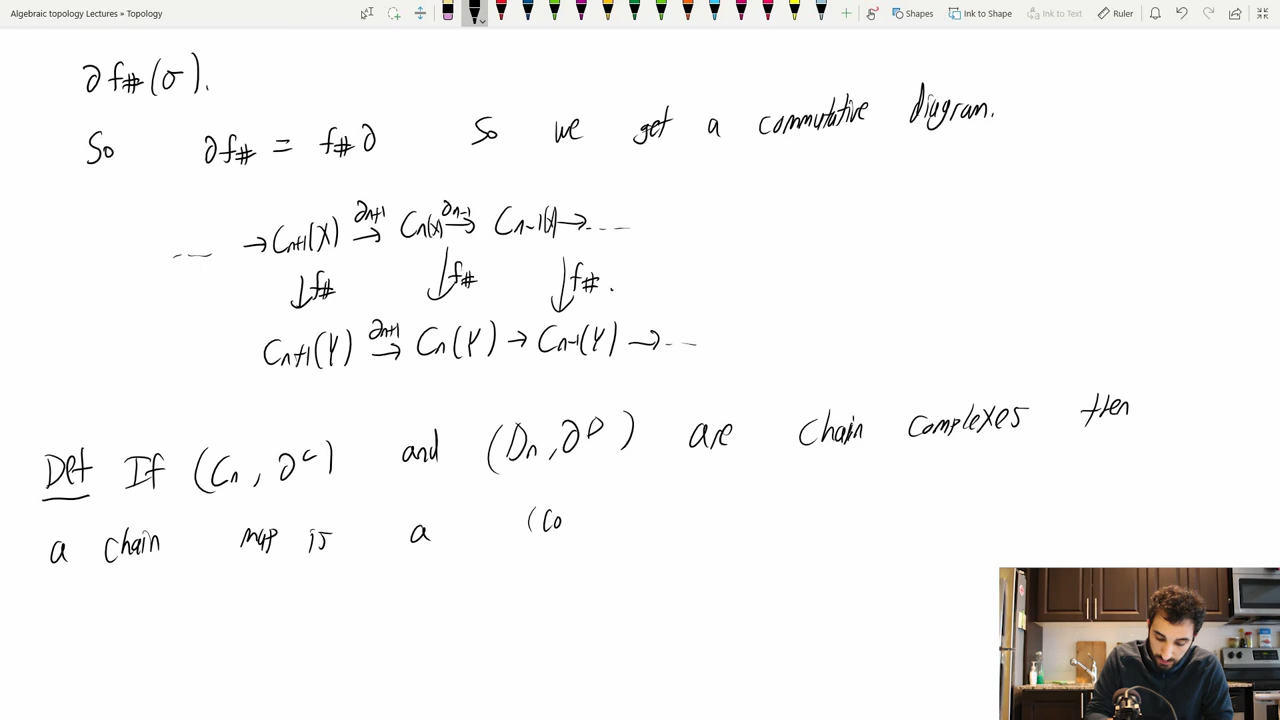 Algebraic topology Lectures » Topology
Shapes Ink to Shape Ink to Text Ruler
∂f#(σ).
So ∂f# = f#∂ So we get a commutative diagram.
... → Cn+1(X) ∂n+1→ Cn(X) ∂n-1→ Cn-1(X) → ...
↓f# ↓f# ↓f#.
Cn+1(Y) ∂n+1→ Cn(Y) → Cn-1(Y) → ...
Def If (Cn, ∂^C) and (Dn, ∂^D) are chain complexes then
a chain map is a (co